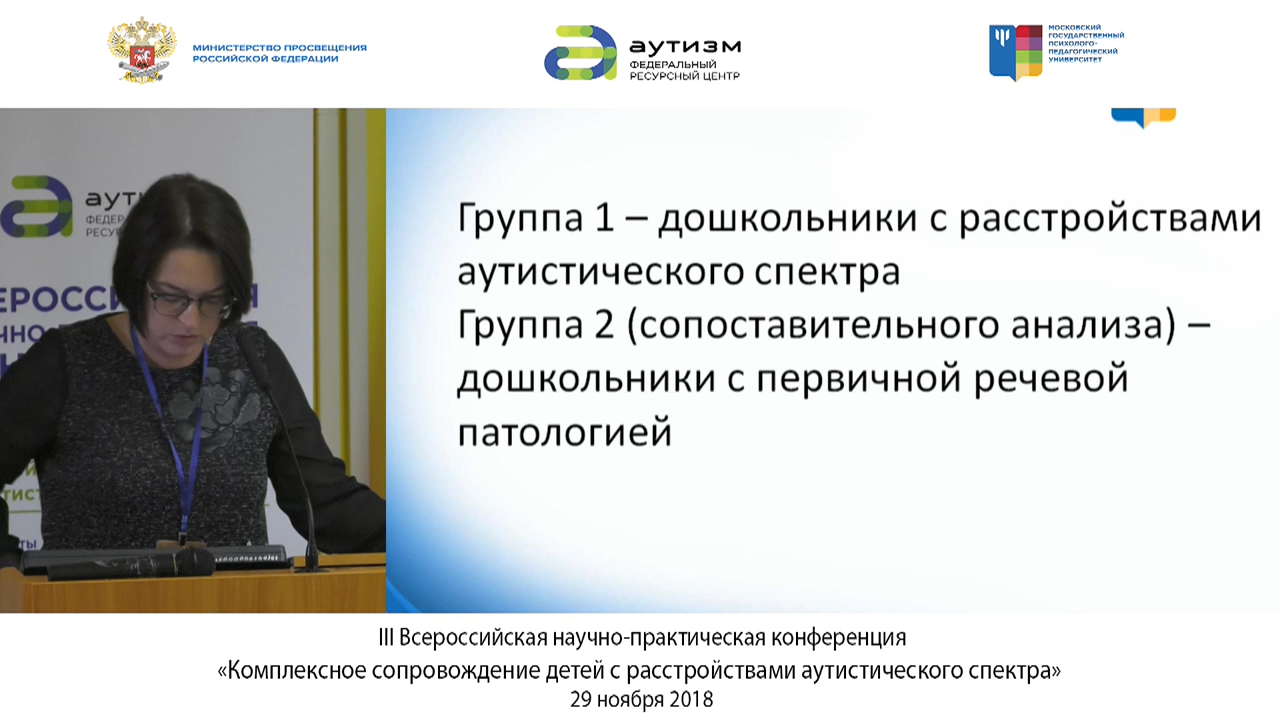 МИНИСТЕРСТВО ПРОСВЕЩЕНИЯ
РОССИЙСКОЙ ФЕДЕРАЦИИ
аутизм
ФЕДЕРАЛЬНЫЙ
РЕСУРСНЫЙ ЦЕНТР
МОСКОВСКИЙ
ГОСУДАРСТВЕННЫЙ
ПСИХОЛОГО-
ПЕДАГОГИЧЕСКИЙ
УНИВЕРСИТЕТ
Группа 1 – дошкольники с расстройствами
аутистического спектра
Группа 2 (сопоставительного анализа) –
дошкольники с первичной речевой
патологией
III Всероссийская научно-практическая конференция
«Комплексное сопровождение детей с расстройствами аутистического спектра»
29 ноября 2018